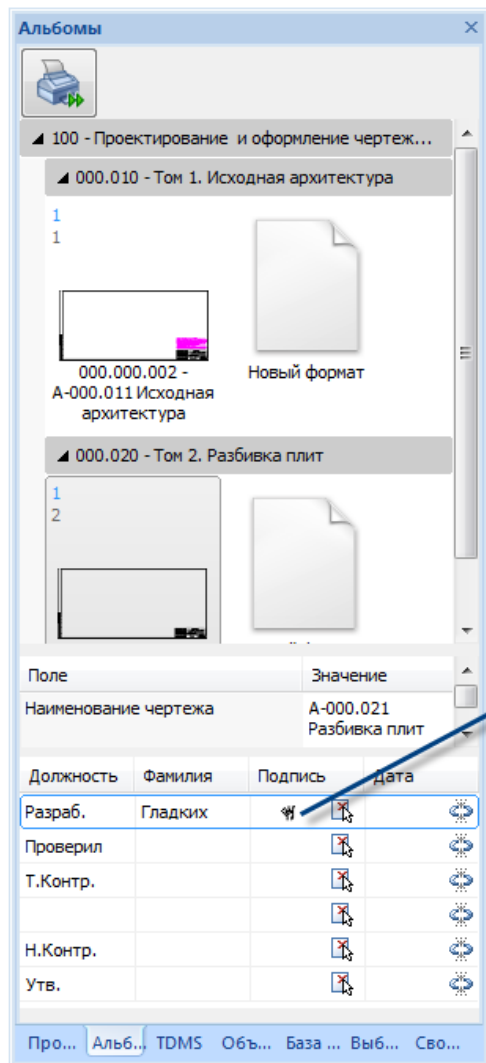 Альбомы
100 - Проектирование и оформление чертеж...
000.010 - Том 1. Исходная архитектура
1
1
000.000.002 -
А-000.011 Исходная
архитектура
Новый формат
000.020 - Том 2. Разбивка плит
1
2
Поле Значение
Наименование чертежа А-000.021
Разбивка плит
Должность Фамилия Подпись Дата
Разраб. Гладких
Проверил
Т.Контр.
Н.Контр.
Утв.
Про... Альб... TDMS Объ... База ... Выб... Сво...